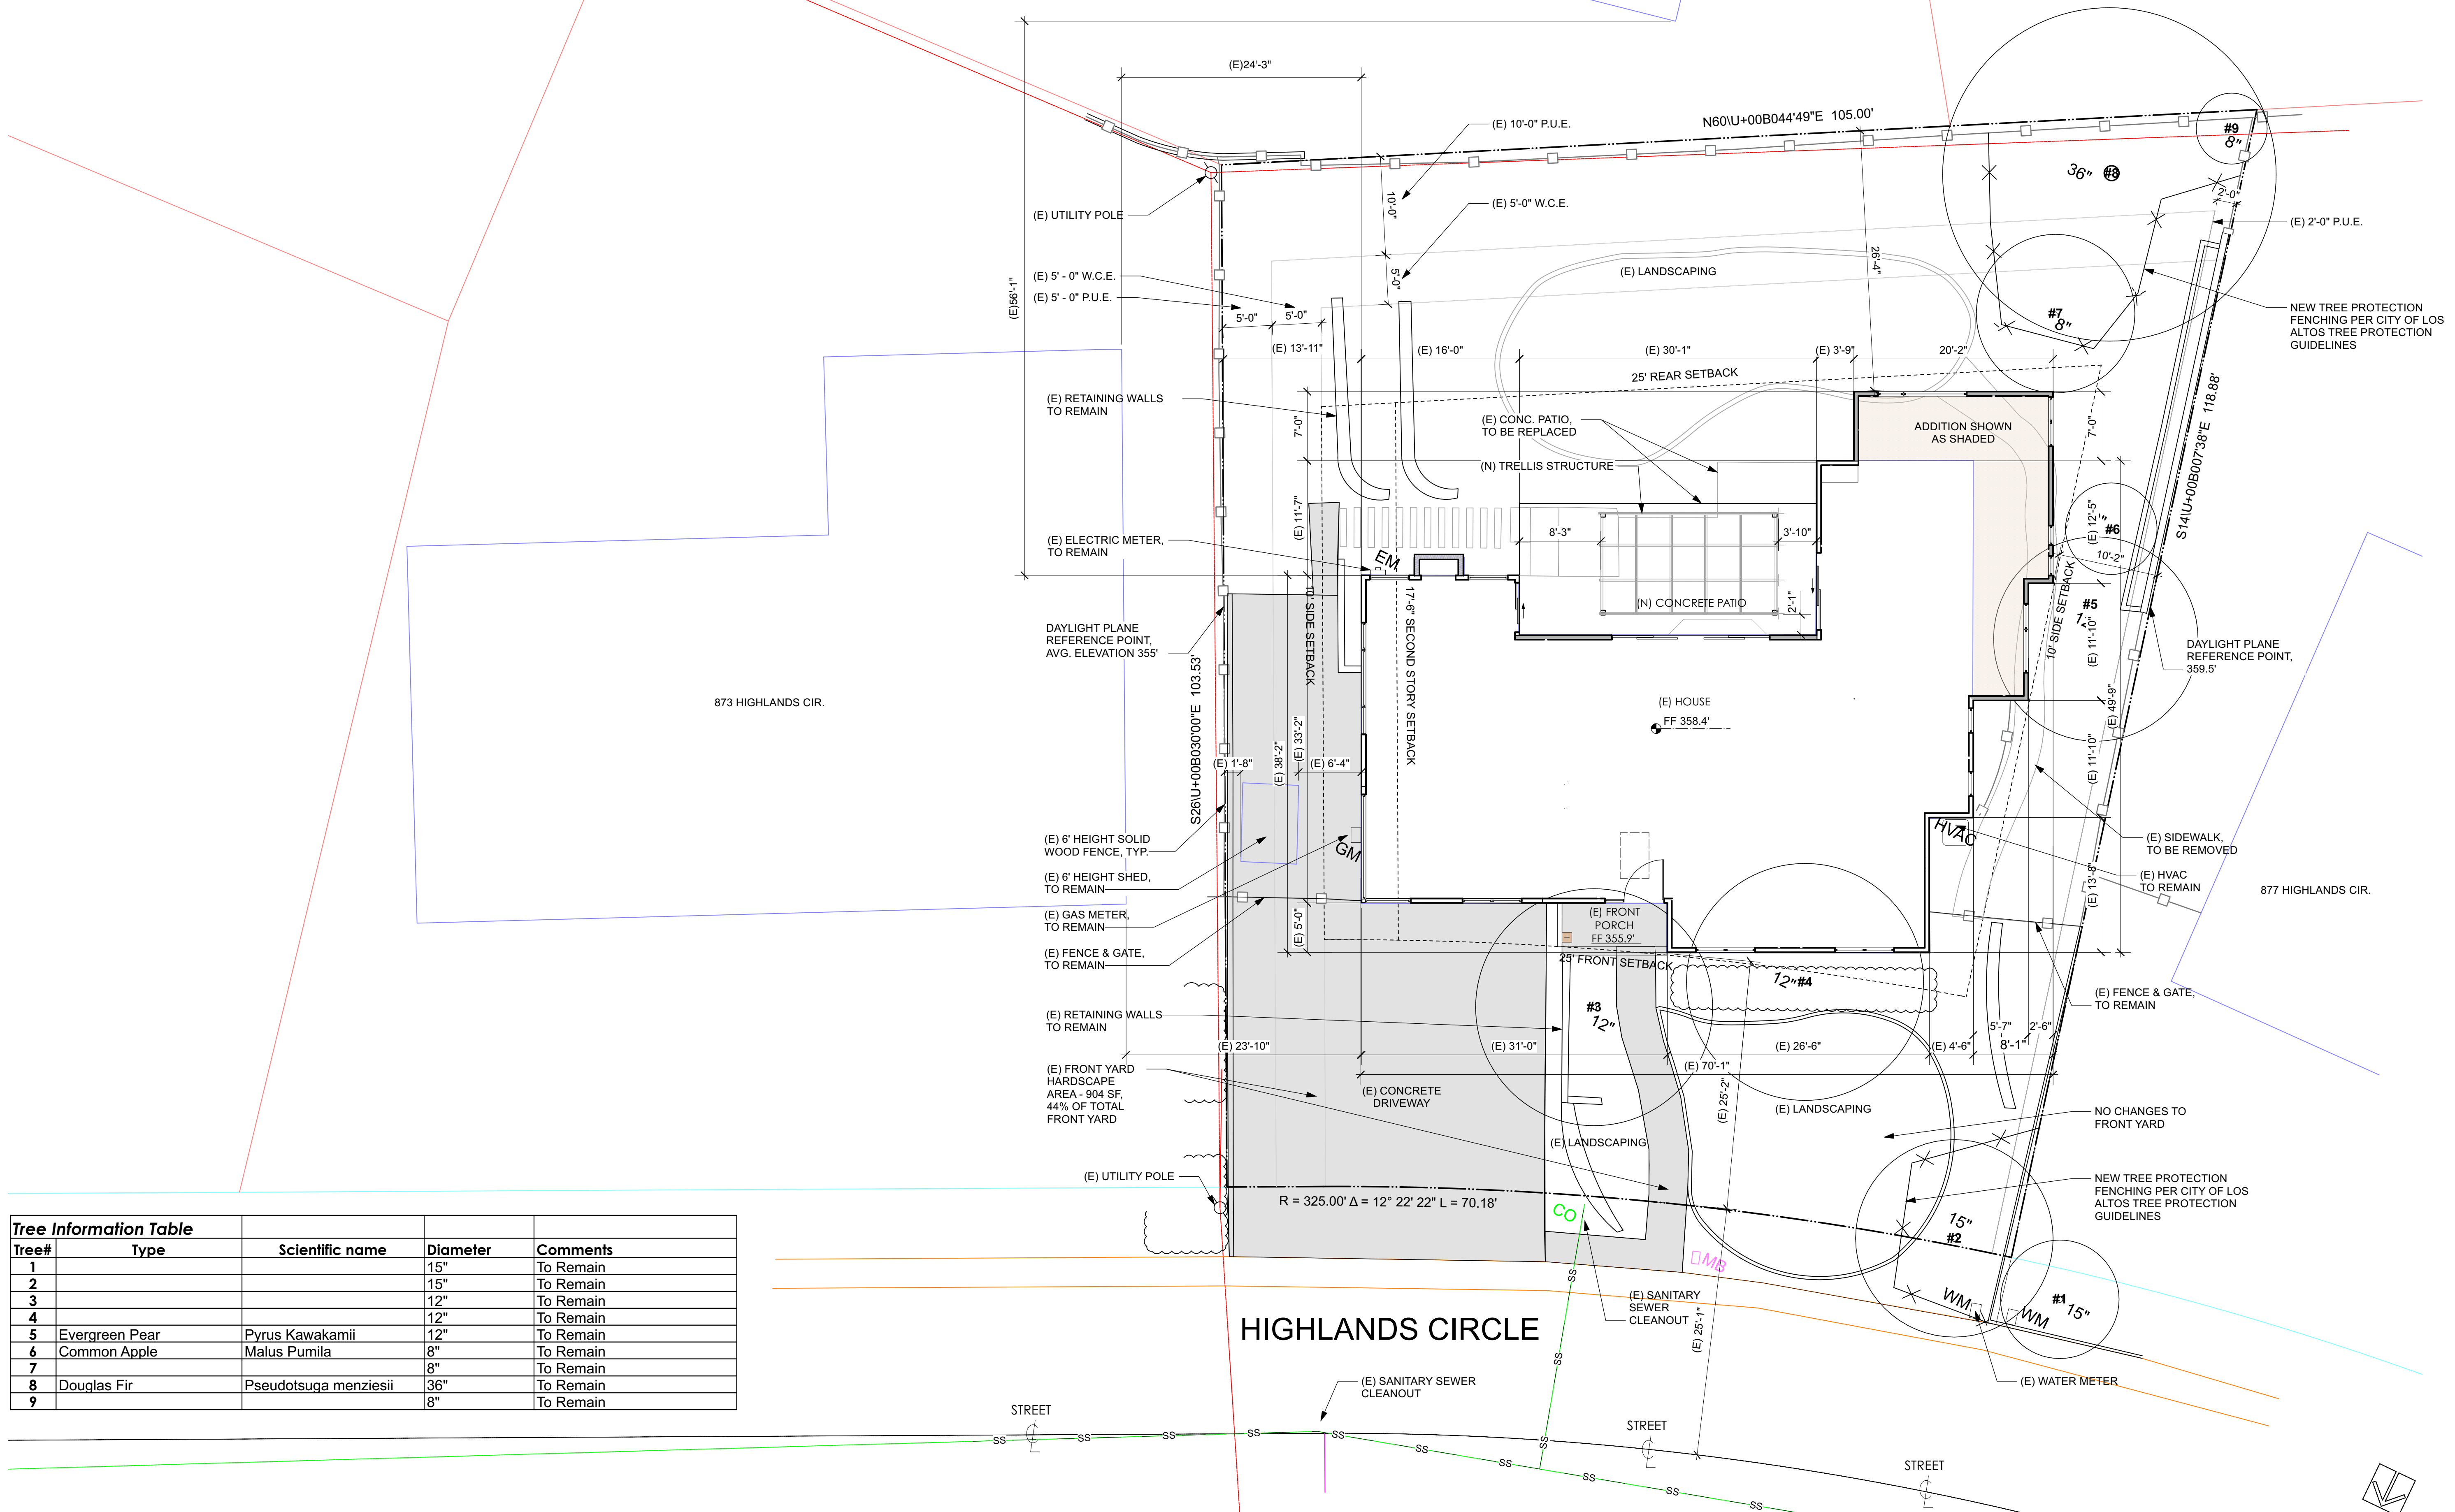 (E)24'-3"
N60\U+00B044'49"E 105.00'
(E) 10'-0" P.U.E.
10'-0"
(E) 5'-0" W.C.E.
5'-0"
26'-4"
#9
8"
36" #8
2'-0"
(E) 2'-0" P.U.E.
(E) UTILITY POLE
(E)56'-1"
(E) 5' - 0" W.C.E.
(E) 5' - 0" P.U.E.
5'-0"
5'-0"
(E) LANDSCAPING
#7
8"
NEW TREE PROTECTION
FENCHING PER CITY OF LOS
ALTOS TREE PROTECTION
GUIDELINES
(E) 13'-11"
(E) 16'-0"
(E) 30'-1"
(E) 3'-9"
20'-2"
25' REAR SETBACK
(E) RETAINING WALLS
TO REMAIN
7'-0"
(E) CONC. PATIO,
TO BE REPLACED
ADDITION SHOWN
AS SHADED
7'-0"
S14\U+00B007'38"E 118.88'
(N) TRELLIS STRUCTURE
(E) 11'-7"
8'-3"
3'-10"
(E) 12'-5"
#6
10'-2"
(E) ELECTRIC METER,
TO REMAIN
EM
10' SIDE SETBACK
17'-6" SECOND STORY SETBACK
(N) CONCRETE PATIO
2'-1"
#5
10' SIDE SETBACK
(E) 11'-10"
DAYLIGHT PLANE
REFERENCE POINT,
AVG. ELEVATION 355'
DAYLIGHT PLANE
REFERENCE POINT,
359.5'
S26\U+00B030'00"E 103.53'
873 HIGHLANDS CIR.
(E) HOUSE
FF 358.4'
(E) 49'-9"
(E) 33'-2"
(E) 38'-2"
(E) 1'-8"
(E) 6'-4"
(E) 11'-10"
(E) 6' HEIGHT SOLID
WOOD FENCE, TYP.
GM
HVAC
(E) SIDEWALK,
TO BE REMOVED
(E) 6' HEIGHT SHED,
TO REMAIN
(E) HVAC
TO REMAIN
877 HIGHLANDS CIR.
(E) 13'-8"
(E) GAS METER,
TO REMAIN
(E) FRONT
PORCH
FF 355.9'
(E) 5'-0"
(E) FENCE & GATE,
TO REMAIN
25' FRONT SETBACK
12" #4
(E) FENCE & GATE,
TO REMAIN
#3
12"
(E) RETAINING WALLS
TO REMAIN
5'-7"
2'-6"
(E) 23'-10"
(E) 31'-0"
(E) 26'-6"
(E) 4'-6"
8'-1"
(E) 70'-1"
(E) FRONT YARD
HARDSCAPE
AREA - 904 SF,
44% OF TOTAL
FRONT YARD
(E) CONCRETE
DRIVEWAY
(E) 25'-2"
(E) LANDSCAPING
NO CHANGES TO
FRONT YARD
(E) LANDSCAPING
(E) UTILITY POLE
NEW TREE PROTECTION
FENCHING PER CITY OF LOS
ALTOS TREE PROTECTION
GUIDELINES
R = 325.00' Δ = 12° 22' 22" L = 70.18'
CO
15"
#2
MB
WM
WM
#1
15"
(E) SANITARY
SEWER
CLEANOUT
(E) 25'-1"
HIGHLANDS CIRCLE
(E) SANITARY SEWER
CLEANOUT
(E) WATER METER
STREET
STREET
STREET
SS
SS
SS
SS
SS
SS
SS
SS
SS
SS
SS
SS
Tree Information Table
Tree# Type Scientific name Diameter Comments
1 15" To Remain
2 15" To Remain
3 12" To Remain
4 12" To Remain
5 Evergreen Pear Pyrus Kawakamii 12" To Remain
6 Common Apple Malus Pumila 8" To Remain
7 8" To Remain
8 Douglas Fir Pseudotsuga menziesii 36" To Remain
9 8" To Remain